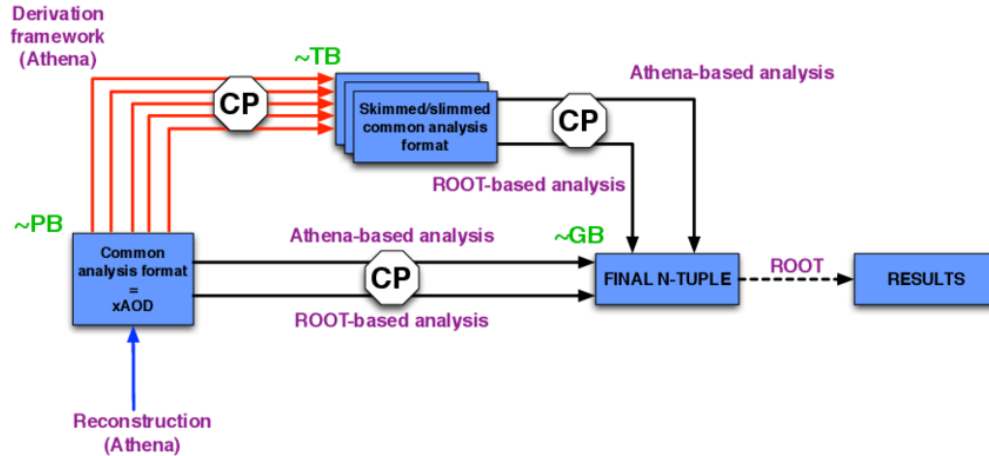 Derivation
framework
(Athena)
~TB
CP
Skimmed/slimmed
common analysis
format
CP
Athena-based analysis
ROOT-based analysis
~PB
Common
analysis format
=
xAOD
Athena-based analysis
CP
ROOT-based analysis
~GB
FINAL N-TUPLE
ROOT
RESULTS
Reconstruction
(Athena)